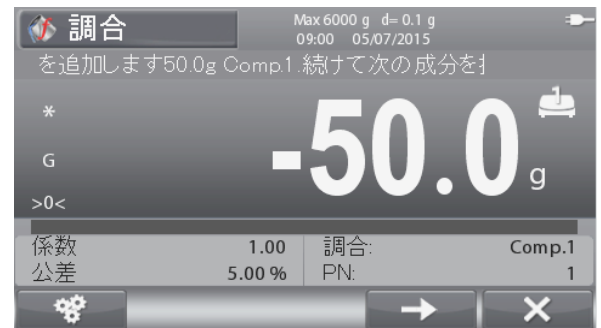 調合
Max 6000 g d= 0.1 g
09:00 05/07/2015
を追加します50.0g Comp.1.続けて次の成分を
*
1
-50.0 g
G
>0<
係数 1.00 調合: Comp.1
公差 5.00 % PN: 1